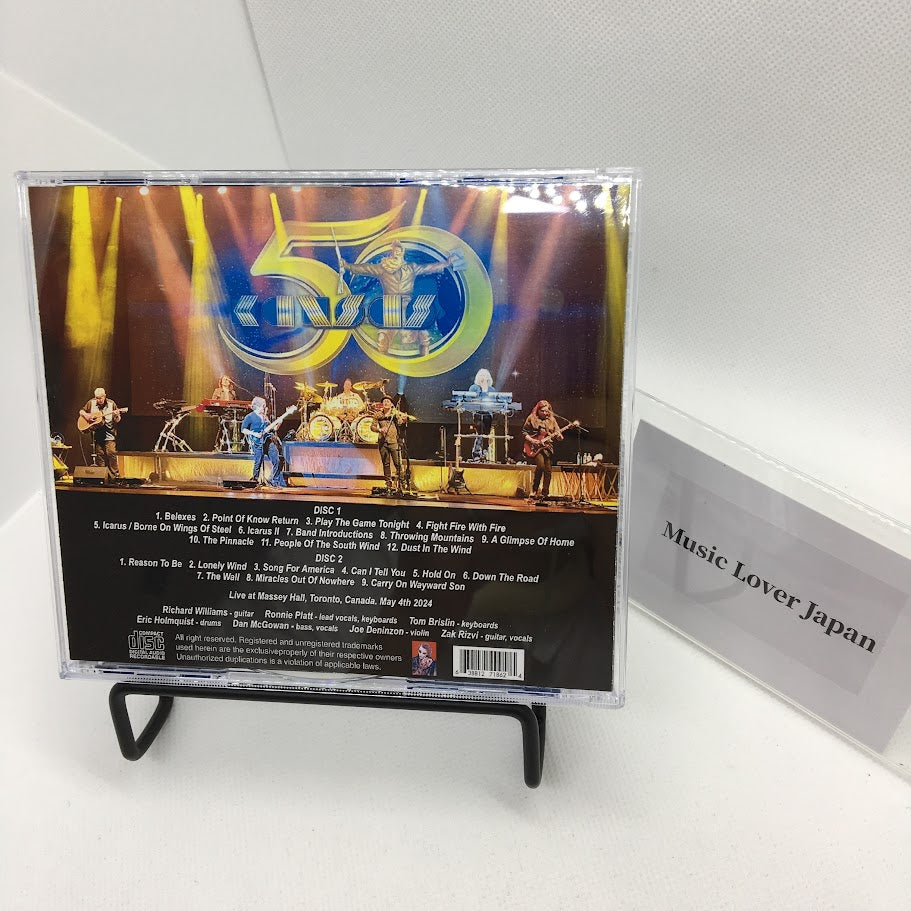 50
KANSAS
DISC 1
1. Belexes 2. Point Of Know Return 3. Play The Game Tonight 4. Fight Fire With Fire
5. Icarus / Borne On Wings Of Steel 6. Icarus II 7. Band Introductions 8. Throwing Mountains 9. A Glimpse Of Home
10. The Pinnacle 11. People Of The South Wind 12. Dust In The Wind
DISC 2
1. Reason To Be 2. Lonely Wind 3. Song For America 4. Can I Tell You 5. Hold On 6. Down The Road
7. The Wall 8. Miracles Out Of Nowhere 9. Carry On Wayward Son
Live at Massey Hall, Toronto, Canada. May 4th 2024
Richard Williams - guitar Ronnie Platt - lead vocals, keyboards Tom Brislin - keyboards
Eric Holmquist - drums Dan McGowan - bass, vocals Joe Deninzon - violin Zak Rizvi - guitar, vocals
COMPACT
disc
DIGITAL AUDIO
RECORDABLE
All right reserved. Registered and unregistered trademarks
used herein are the exclusiveproperty of their respective owners
Unauthorized duplications is a violation of applicable laws.
6 38812 71862 4
Music Lover Japan